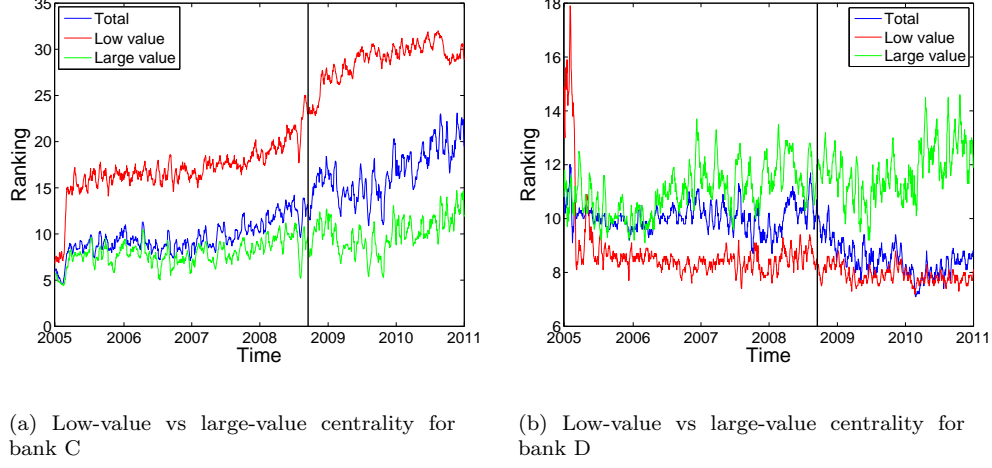 Total
Low value
Large value
35
30
25
20
15
10
5
0
Ranking
2005 2006 2007 2008 2009 2010 2011
Time
Total
Low value
Large value
18
16
14
12
10
8
6
Ranking
2005 2006 2007 2008 2009 2010 2011
Time
(a) Low-value vs large-value centrality for
bank C
(b) Low-value vs large-value centrality for
bank D